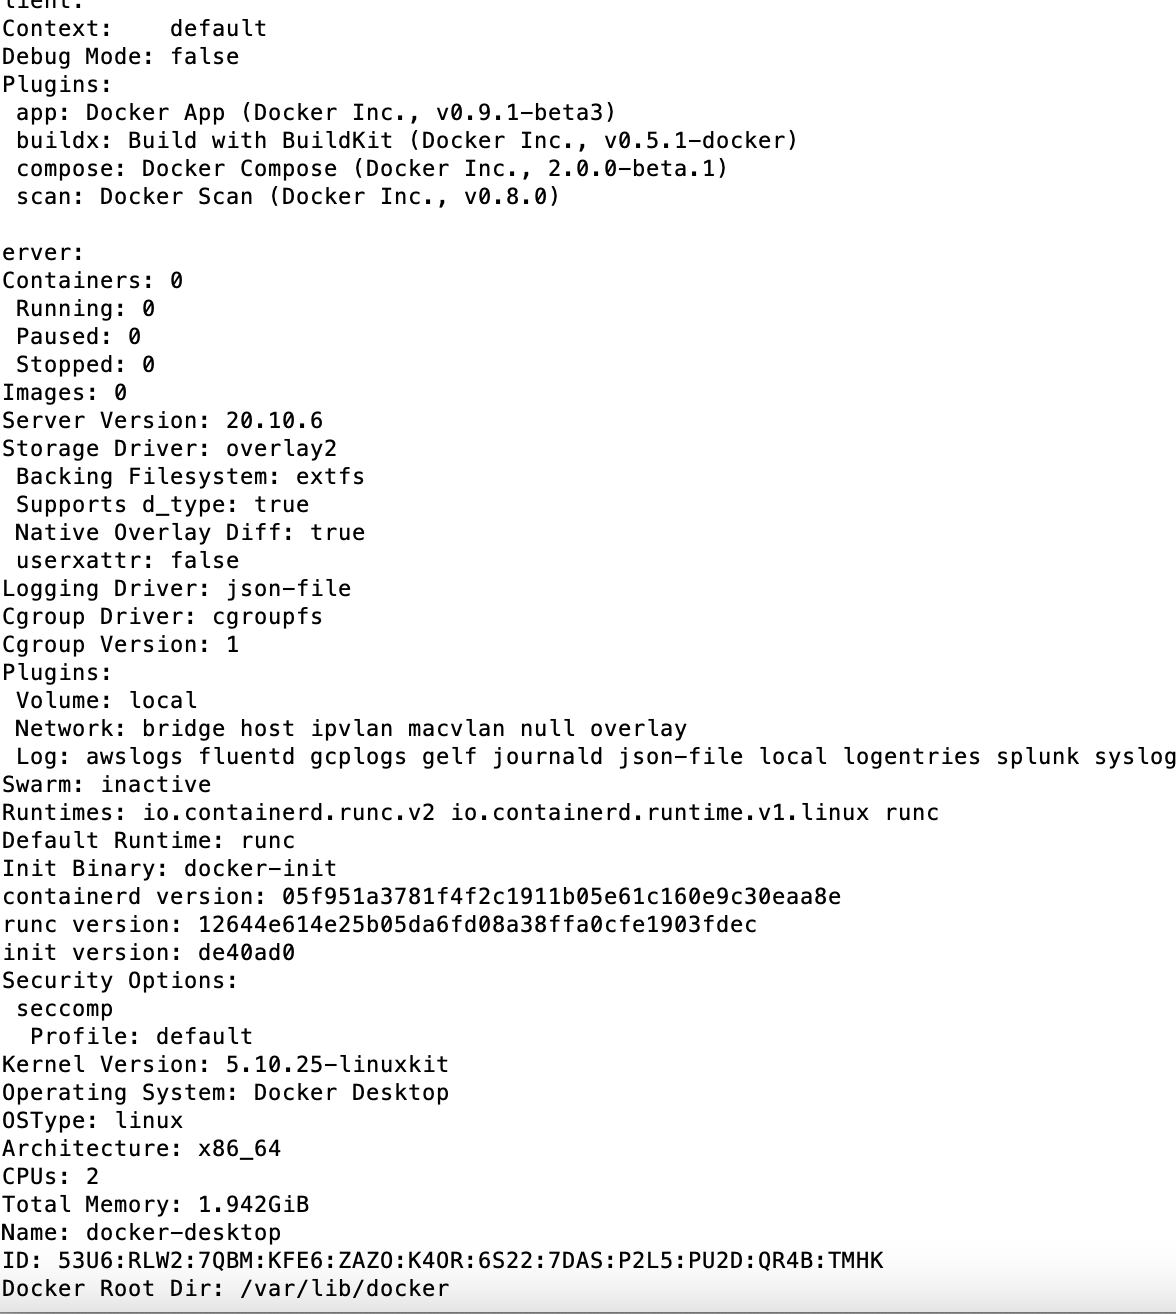 lient:
Context:    default
Debug Mode: false
Plugins:
 app: Docker App (Docker Inc., v0.9.1-beta3)
 buildx: Build with BuildKit (Docker Inc., v0.5.1-docker)
 compose: Docker Compose (Docker Inc., 2.0.0-beta.1)
 scan: Docker Scan (Docker Inc., v0.8.0)

erver:
Containers: 0
 Running: 0
 Paused: 0
 Stopped: 0
Images: 0
Server Version: 20.10.6
Storage Driver: overlay2
 Backing Filesystem: extfs
 Supports d_type: true
 Native Overlay Diff: true
 userxattr: false
Logging Driver: json-file
Cgroup Driver: cgroupfs
Cgroup Version: 1
Plugins:
 Volume: local
 Network: bridge host ipvlan macvlan null overlay
 Log: awslogs fluentd gcplogs gelf journald json-file local logentries splunk syslog
Swarm: inactive
Runtimes: io.containerd.runc.v2 io.containerd.runtime.v1.linux runc
Default Runtime: runc
Init Binary: docker-init
containerd version: 05f951a3781f4f2c1911b05e61c160e9c30eaa8e
runc version: 12644e614e25b05da6fd08a38ffa0cfe1903fdec
init version: de40ad0
Security Options:
 seccomp
  Profile: default
Kernel Version: 5.10.25-linuxkit
Operating System: Docker Desktop
OSType: linux
Architecture: x86_64
CPUs: 2
Total Memory: 1.942GiB
Name: docker-desktop
ID: 53U6:RLW2:7QBM:KFE6:ZAZO:K4OR:6S22:7DAS:P2L5:PU2D:QR4B:TMHK
Docker Root Dir: /var/lib/docker